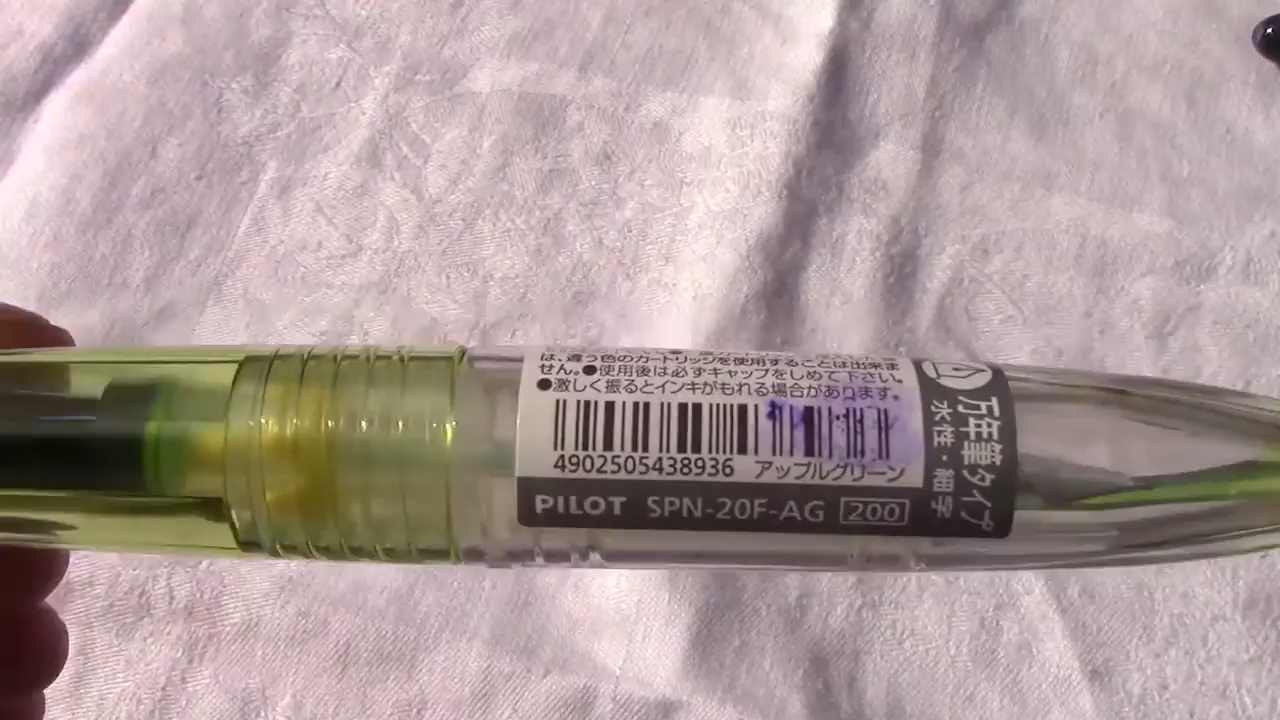 は、違う色のカートリッジを使用することは出来ま
せん。●使用後は必ずキャップをしめて下さい。
●激しく振るとインキがもれる場合があります。
4902505438936 アップルグリーン
PILOT SPN-20F-AG 200
万年筆タイプ
水性・細字